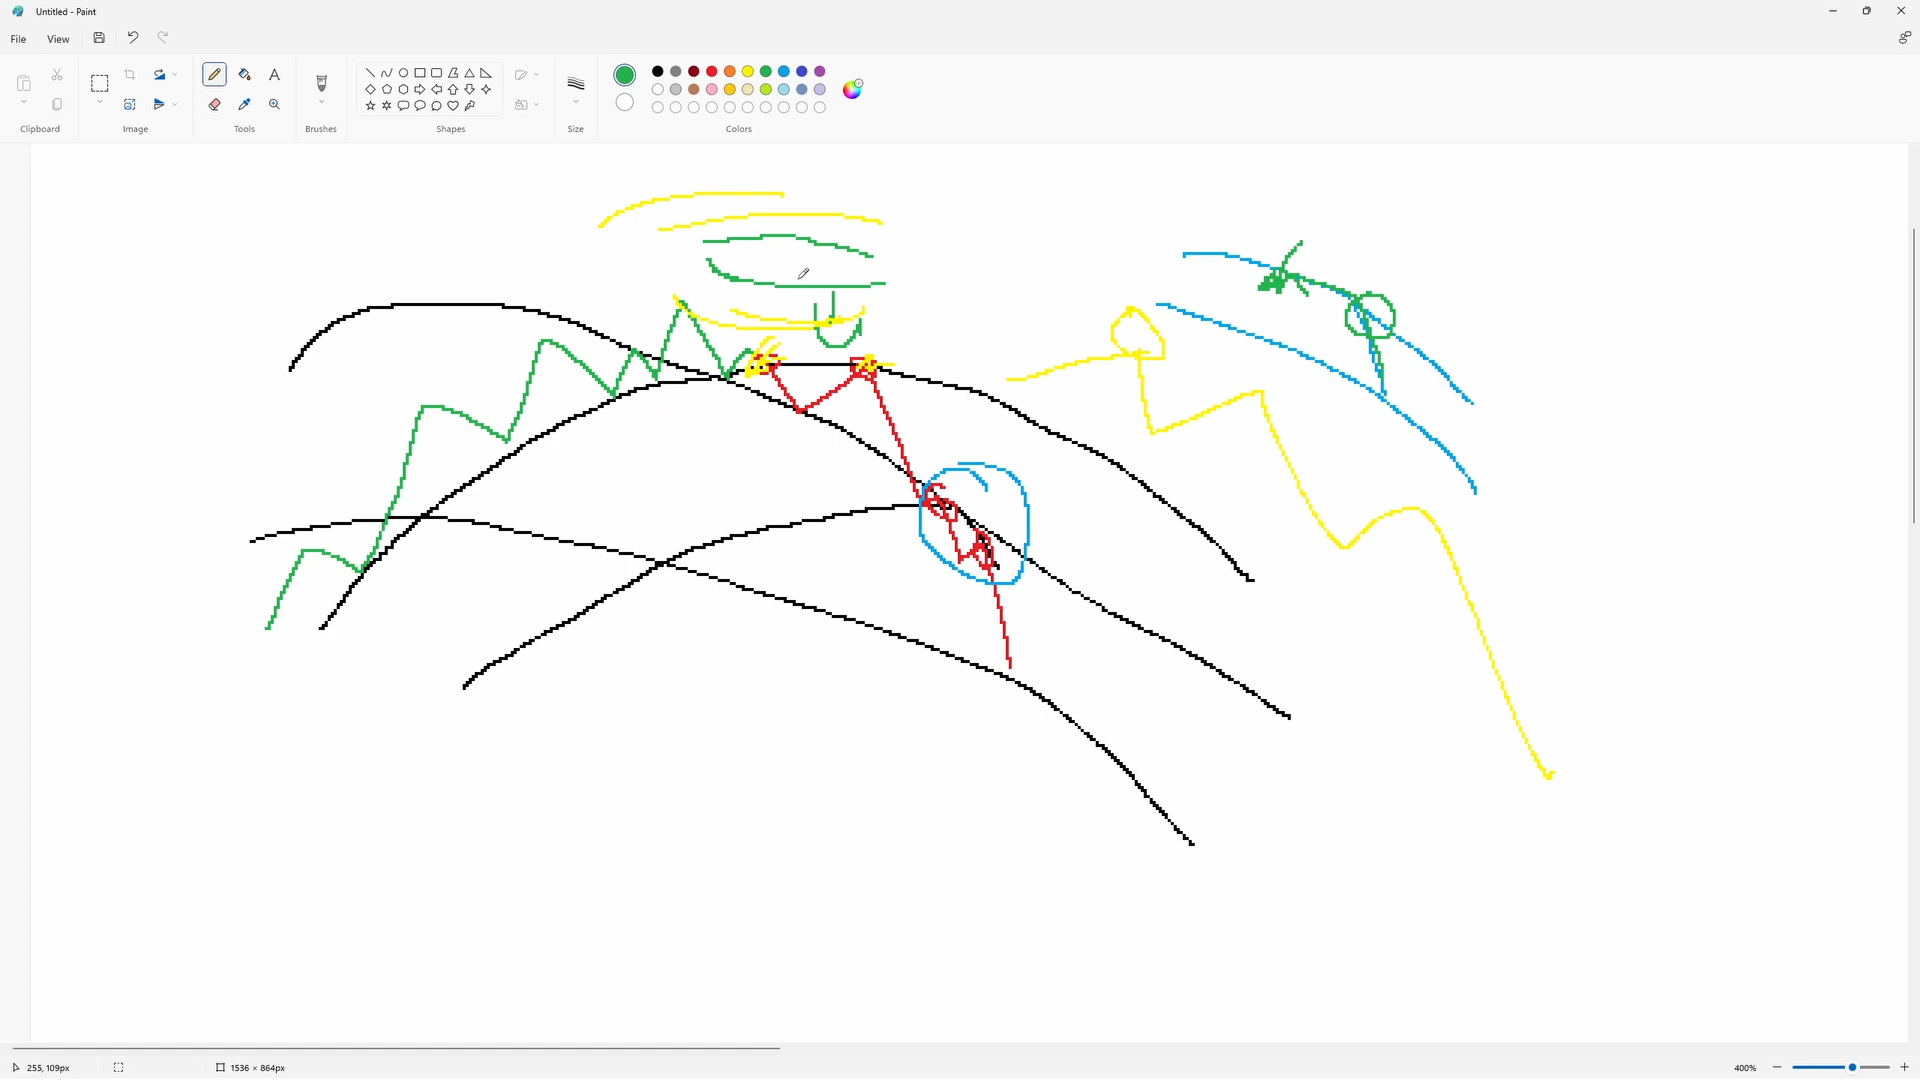 Untitled - Paint
File View
A
Clipboard Image Tools Brushes Shapes Size Colors
255, 109px 1536 × 864px 400%